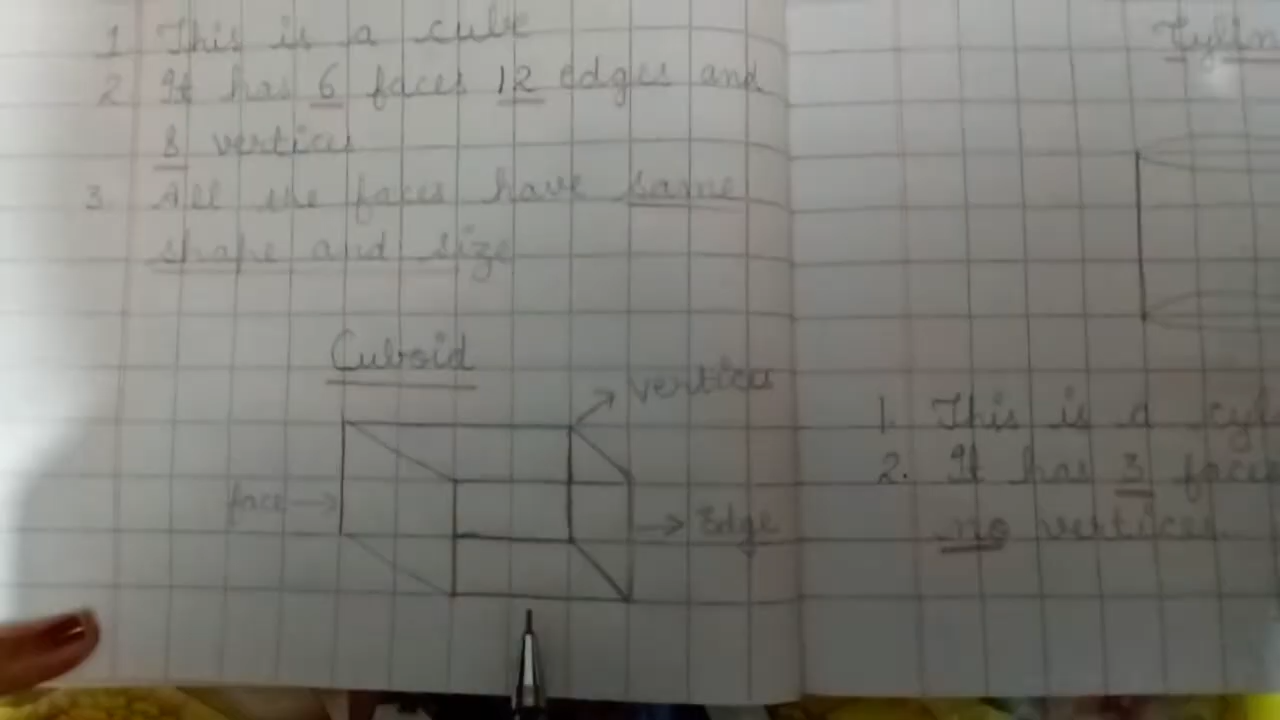 1 This is a cube
2 It has 6 faces 12 edges and
8 vertices
3. All the faces have same
shape and size
Cuboid
vertices
face
Edge
1. This is a
2. It has 3 faces
no vertices.